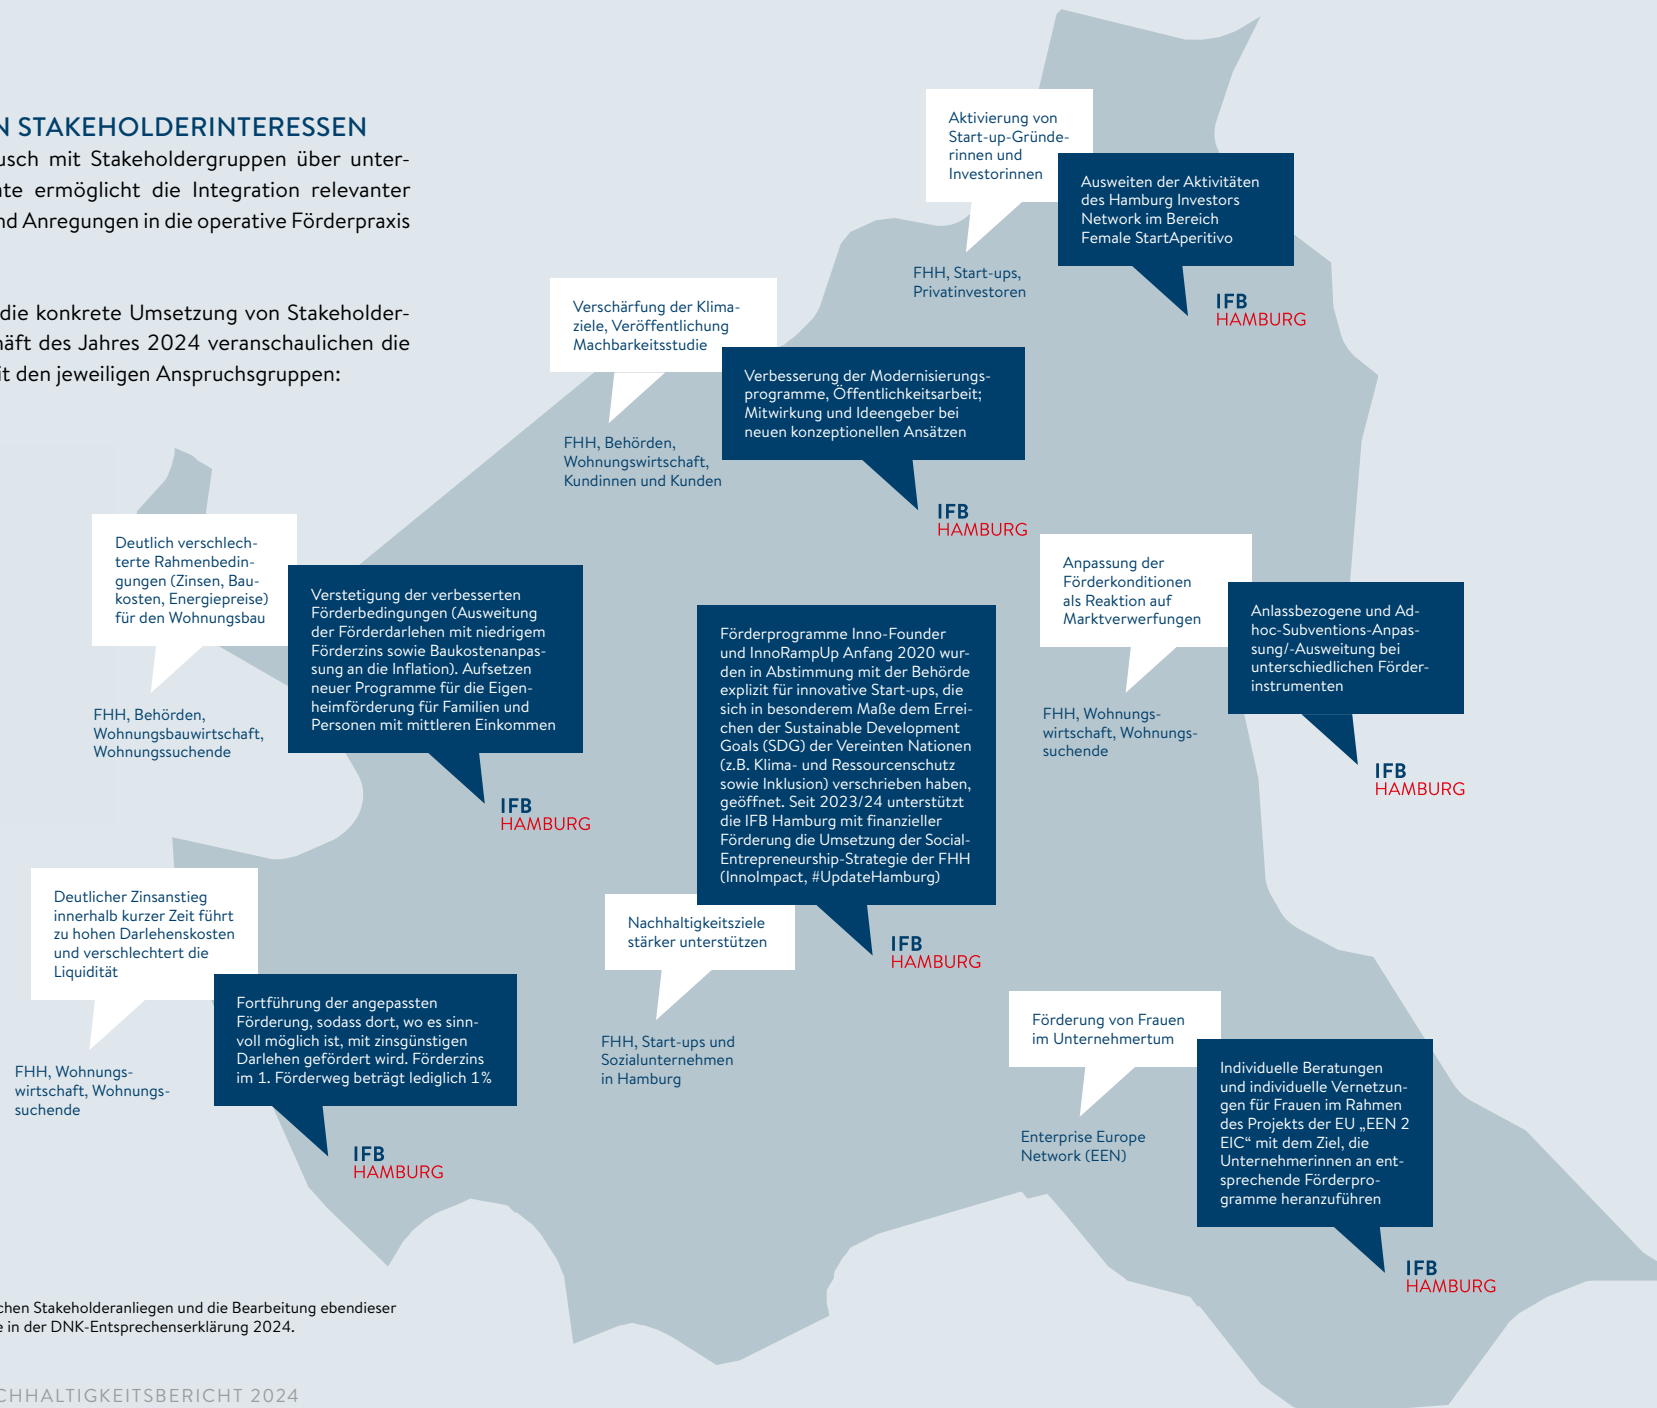 N STAKEHOLDERINTERESSEN
usch mit Stakeholdergruppen über unter-
nte ermöglicht die Integration relevanter
nd Anregungen in die operative Förderpraxis
die konkrete Umsetzung von Stakeholder-
häft des Jahres 2024 veranschaulichen die
it den jeweiligen Anspruchsgruppen:
Aktivierung von
Start-up-Gründe-
rinnen und
Investorinnen
FHH, Start-ups,
Privatinvestoren
Ausweiten der Aktivitäten
des Hamburg Investors
Network im Bereich
Female StartAperitivo
IFB
HAMBURG
Verschärfung der Klima-
ziele, Veröffentlichung
Machbarkeitsstudie
FHH, Behörden,
Wohnungswirtschaft,
Kundinnen und Kunden
Verbesserung der Modernisierungs-
programme, Öffentlichkeitsarbeit;
Mitwirkung und Ideengeber bei
neuen konzeptionellen Ansätzen
IFB
HAMBURG
Deutlich verschlech-
terte Rahmenbedin-
gungen (Zinsen, Bau-
kosten, Energiepreise)
für den Wohnungsbau
FHH, Behörden,
Wohnungsbauwirtschaft,
Wohnungssuchende
Verstetigung der verbesserten
Förderbedingungen (Ausweitung
der Förderdarlehen mit niedrigem
Förderzins sowie Baukostenanpas-
sung an die Inflation). Aufsetzen
neuer Programme für die Eigen-
heimförderung für Familien und
Personen mit mittleren Einkommen
IFB
HAMBURG
Förderprogramme Inno-Founder
und InnoRampUp Anfang 2020 wur-
den in Abstimmung mit der Behörde
explizit für innovative Start-ups, die
sich in besonderem Maße dem Errei-
chen der Sustainable Development
Goals (SDG) der Vereinten Nationen
(z.B. Klima- und Ressourcenschutz
sowie Inklusion) verschrieben haben,
geöffnet. Seit 2023/24 unterstützt
die IFB Hamburg mit finanzieller
Förderung die Umsetzung der Social-
Entrepreneurship-Strategie der FHH
(InnoImpact, #UpdateHamburg)
IFB
HAMBURG
Nachhaltigkeitsziele
stärker unterstützen
FHH, Start-ups und
Sozialunternehmen
in Hamburg
Anpassung der
Förderkonditionen
als Reaktion auf
Marktverwerfungen
FHH, Wohnungs-
wirtschaft, Wohnungs-
suchende
Anlassbezogene und Ad-
hoc-Subventions-Anpas-
sung/-Ausweitung bei
unterschiedlichen Förder-
instrumenten
IFB
HAMBURG
Deutlicher Zinsanstieg
innerhalb kurzer Zeit führt
zu hohen Darlehenskosten
und verschlechtert die
Liquidität
FHH, Wohnungs-
wirtschaft, Wohnungs-
suchende
Fortführung der angepassten
Förderung, sodass dort, wo es sinn-
voll möglich ist, mit zinsgünstigen
Darlehen gefördert wird. Förderzins
im 1. Förderweg beträgt lediglich 1%
IFB
HAMBURG
Förderung von Frauen
im Unternehmertum
Enterprise Europe
Network (EEN)
Individuelle Beratungen
und individuelle Vernetzun-
gen für Frauen im Rahmen
des Projekts der EU „EEN 2
EIC“ mit dem Ziel, die
Unternehmerinnen an ent-
sprechende Förderpro-
gramme heranzuführen
IFB
HAMBURG
chen Stakeholderanliegen und die Bearbeitung ebendieser
e in der DNK-Entsprechenserklärung 2024.
CHHALTIGKEITSBERICHT 2024